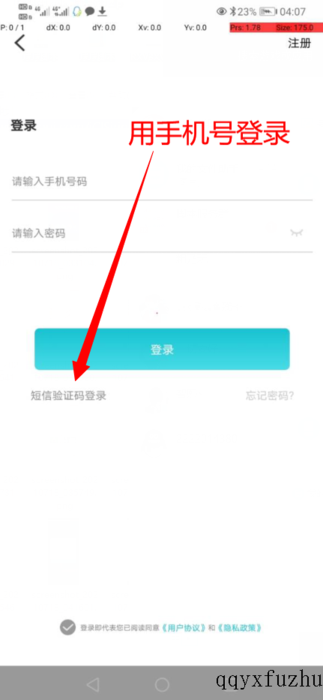 P: 0 / 1 dX: 0.0 dY: 0.0 Xv: 0.0 Yv: 0.0 Prs: 1.78 Size: 175.0
23% 04:07
注册
用手机号登录
登录
请输入手机号码
请输入密码
登录
短信验证码登录 忘记密码?
登录即代表您已阅读同意《用户协议》和《隐私政策》
qqyxfuzhu